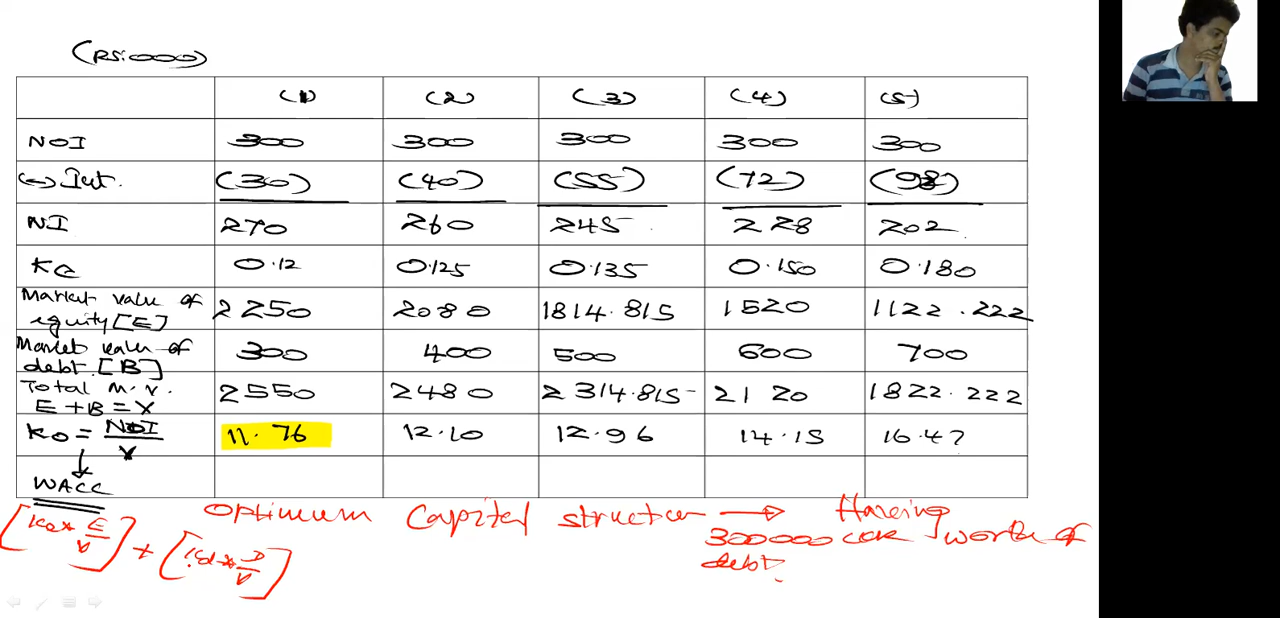 (Rs:000)
(1) (2) (3) (4) (5)
NOI 300 300 300 300 300
(-) Int. (30) (40) (55) (72) (98)
NI 270 260 245 228 202
Ke 0.12 0.125 0.135 0.150 0.180
Market value of equity [E] 2250 2080 1814.815 1520 1122.222
Market value of debt [B] 300 400 500 600 700
Total m.v. E+B=V 2550 2480 2314.815 2120 1822.222
Ko = NOI/V 11.76 12.10 12.96 14.15 16.47
WACC
Optimum Capital structure → Having
300000 worth of
debt.
[Ke* E/V] + [Kd* D/V]